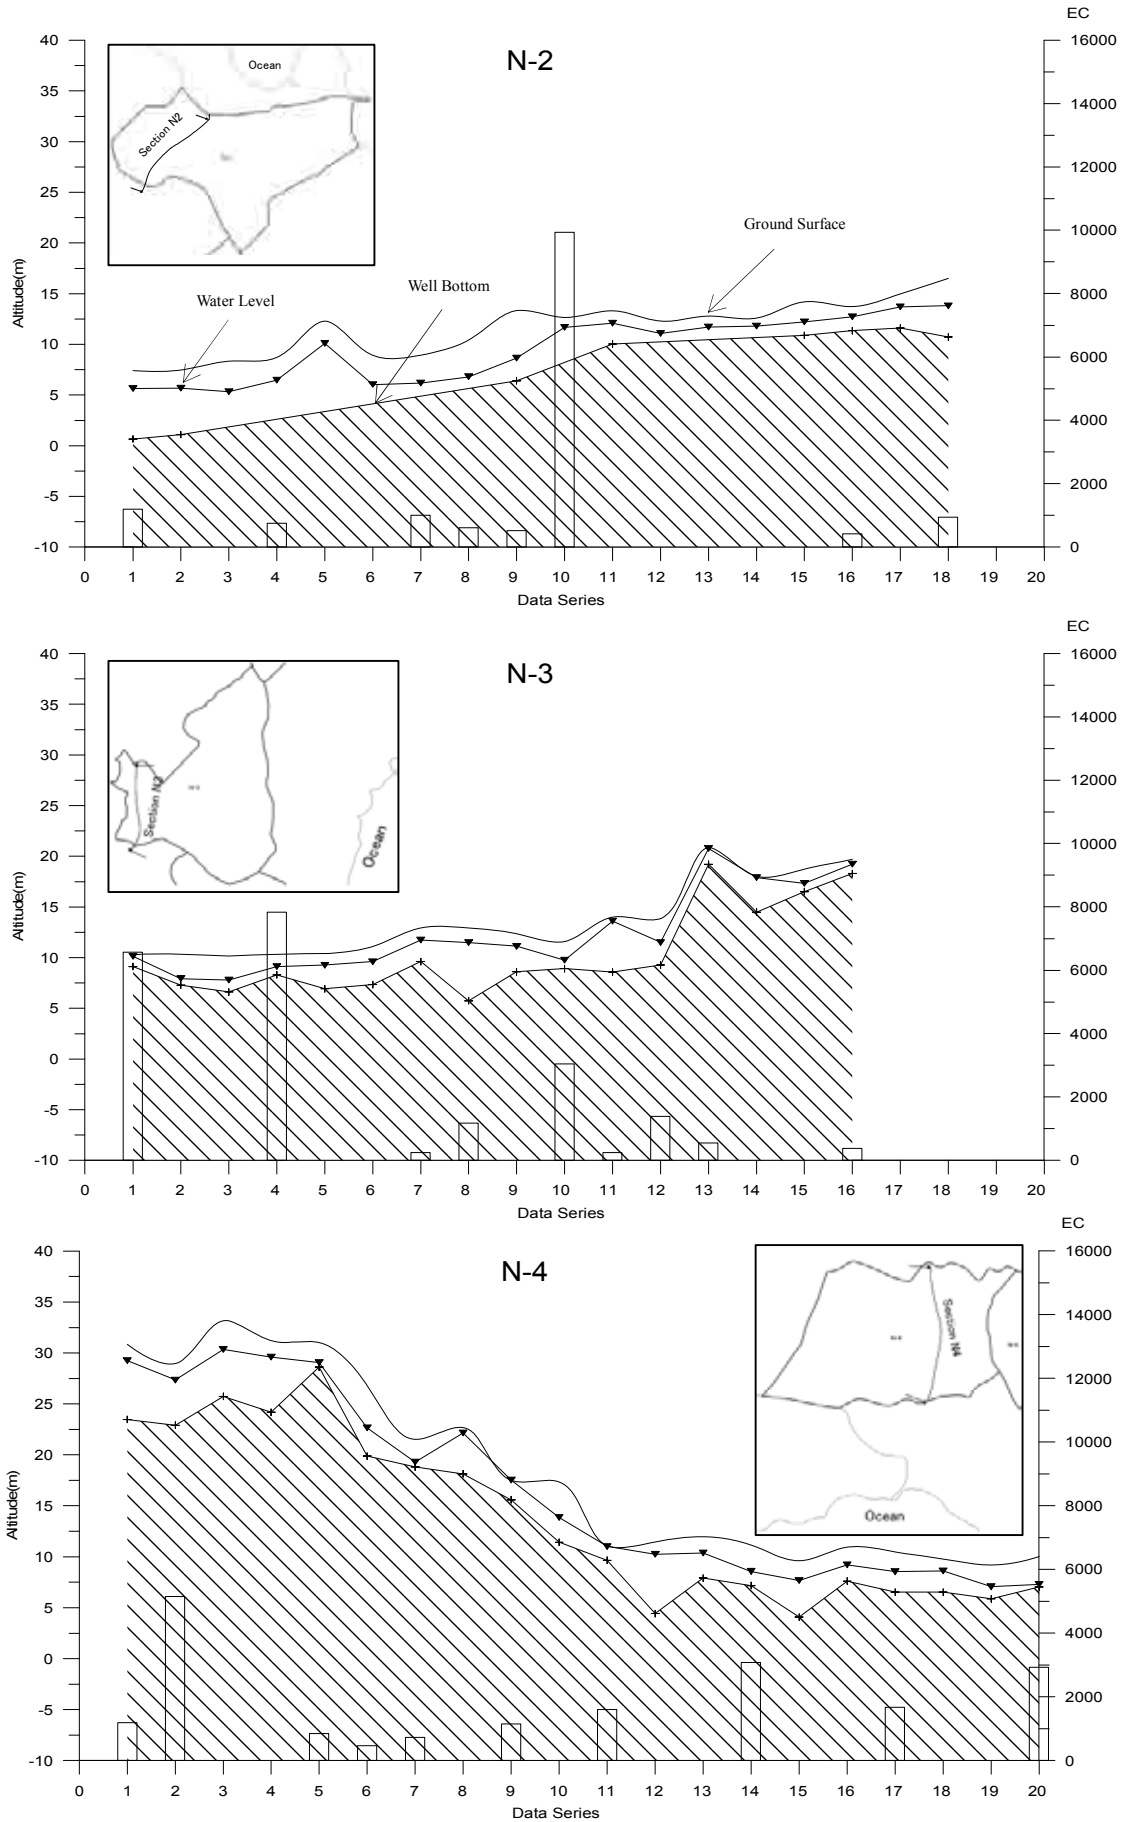 EC
N-2
40
35
30
25
20
15
10
5
0
-5
-10
Altitude(m)
16000
14000
12000
10000
8000
6000
4000
2000
0
Ocean
Section N2
Ground Surface
Well Bottom
Water Level
0 1 2 3 4 5 6 7 8 9 10 11 12 13 14 15 16 17 18 19 20
Data Series
EC
N-3
40
35
30
25
20
15
10
5
0
-5
-10
Altitude(m)
16000
14000
12000
10000
8000
6000
4000
2000
0
Section N3
Ocean
0 1 2 3 4 5 6 7 8 9 10 11 12 13 14 15 16 17 18 19 20
Data Series
EC
N-4
40
35
30
25
20
15
10
5
0
-5
-10
Altitude(m)
16000
14000
12000
10000
8000
6000
4000
2000
0
Section N4
Ocean
0 1 2 3 4 5 6 7 8 9 10 11 12 13 14 15 16 17 18 19 20
Data Series